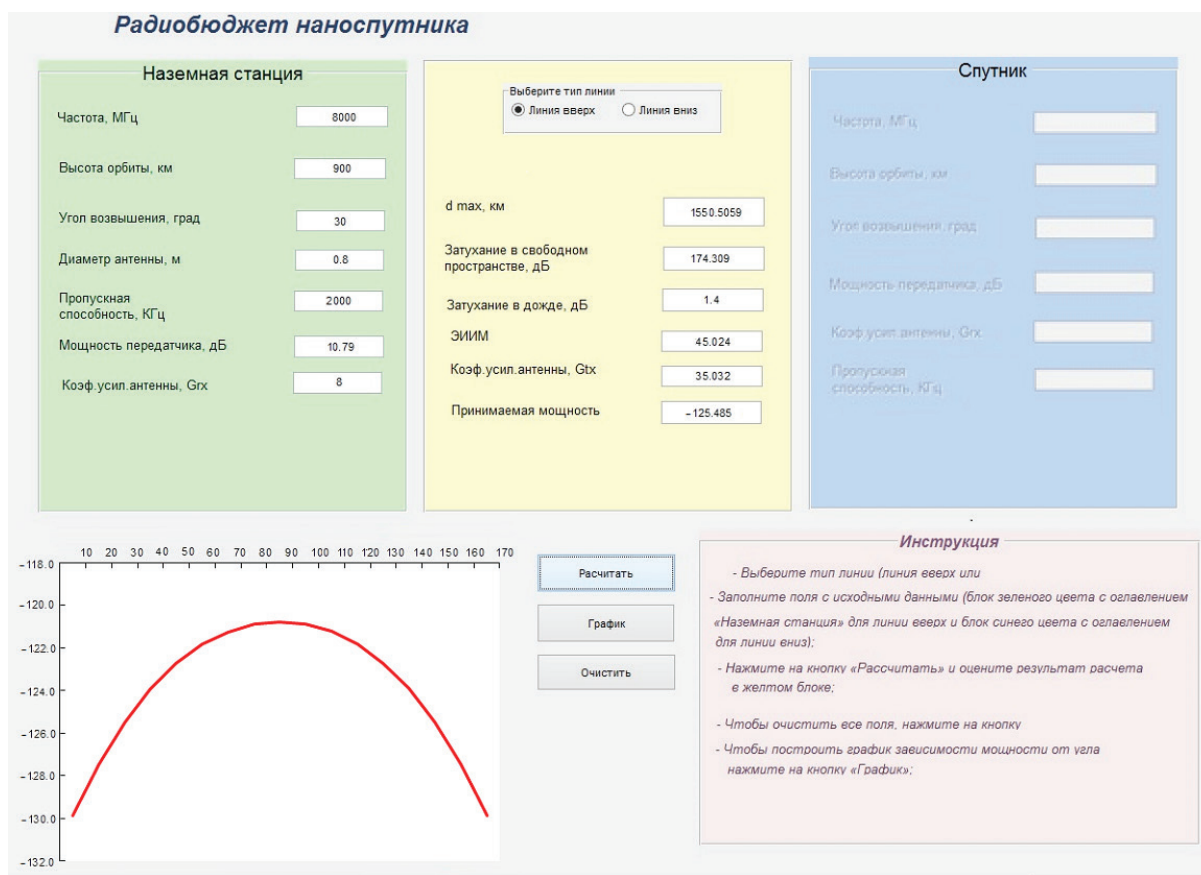 Радиобюджет наноспутника
Наземная станция
Частота, МГц 8000
Высота орбиты, км 900
Угол возвышения, град 30
Диаметр антенны, м 0.8
Пропускная
способность, КГц 2000
Мощность передатчика, дБ 10.79
Коэф.усил.антенны, Grx 8
Выберите тип линии
Линия вверх Линия вниз
d max, км 1550.5059
Затухание в свободном
пространстве, дБ 174.309
Затухание в дожде, дБ 1.4
ЭИИМ 45.024
Коэф.усил.антенны, Gtx 35.032
Принимаемая мощность -125.485
Спутник
Частота, МГц
Высота орбиты, км
Угол возвышения, град
Мощность передатчика, дБ
Коэф.усил.антенны, Grx
Пропускная
способность, КГц
10 20 30 40 50 60 70 80 90 100 110 120 130 140 150 160 170
-118.0
-120.0
-122.0
-124.0
-126.0
-128.0
-130.0
-132.0
Расчитать
График
Очистить
Инструкция
- Выберите тип линии (линия вверх или
- Заполните поля с исходными данными (блок зеленого цвета с оглавлением
«Наземная станция» для линии вверх и блок синего цвета с оглавлением
для линии вниз);
- Нажмите на кнопку «Рассчитать» и оцените результат расчета
в желтом блоке;
- Чтобы очистить все поля, нажмите на кнопку
- Чтобы построить график зависимости мощности от угла
нажмите на кнопку «График»;